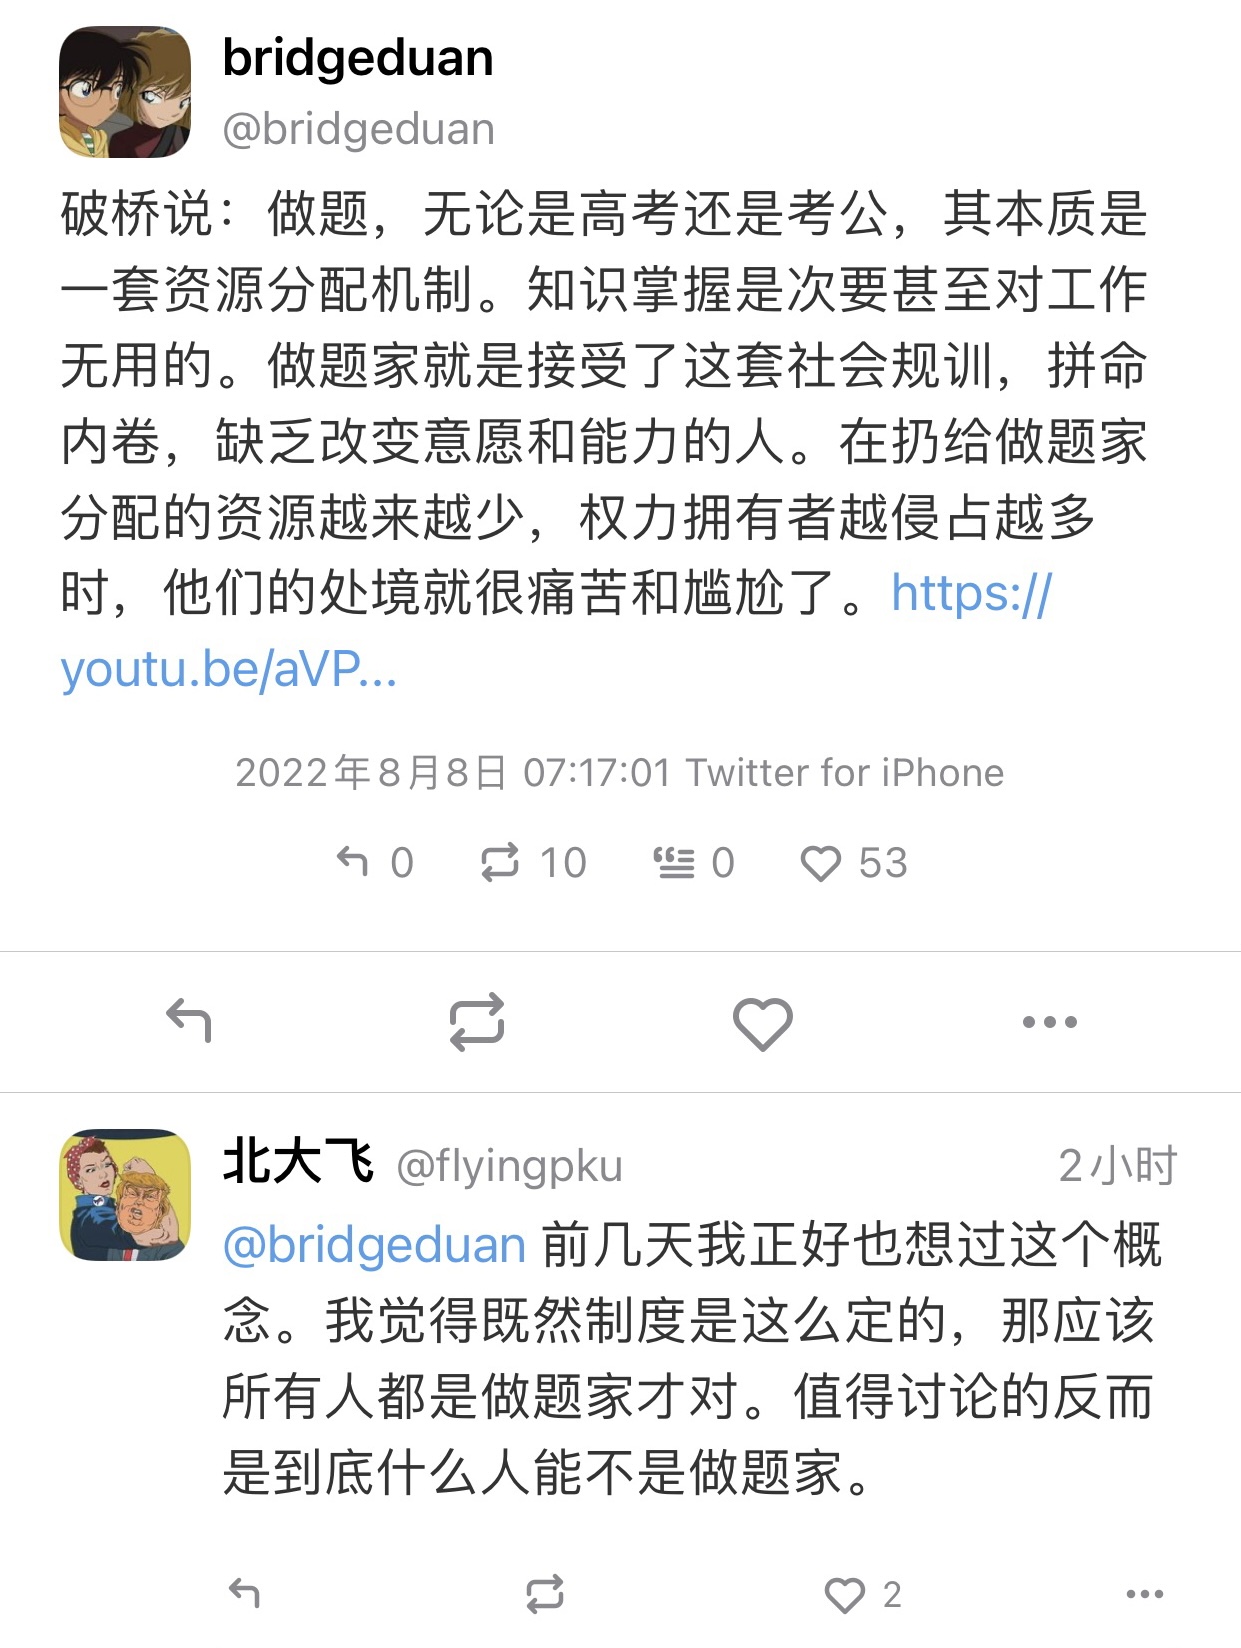 bridgeduan
@bridgeduan
破桥说：做题，无论是高考还是考公，其本质是
一套资源分配机制。知识掌握是次要甚至对工作
无用的。做题家就是接受了这套社会规训，拼命
内卷，缺乏改变意愿和能力的人。在扔给做题家
分配的资源越来越少，权力拥有者越侵占越多
时，他们的处境就很痛苦和尴尬了。https://
youtu.be/aVP...
2022年8月8日 07:17:01 Twitter for iPhone
0 10 0 53
北大飞 @flyingpku 2小时
@bridgeduan 前几天我正好也想过这个概
念。我觉得既然制度是这么定的，那应该
所有人都是做题家才对。值得讨论的反而
是到底什么人能不是做题家。
2